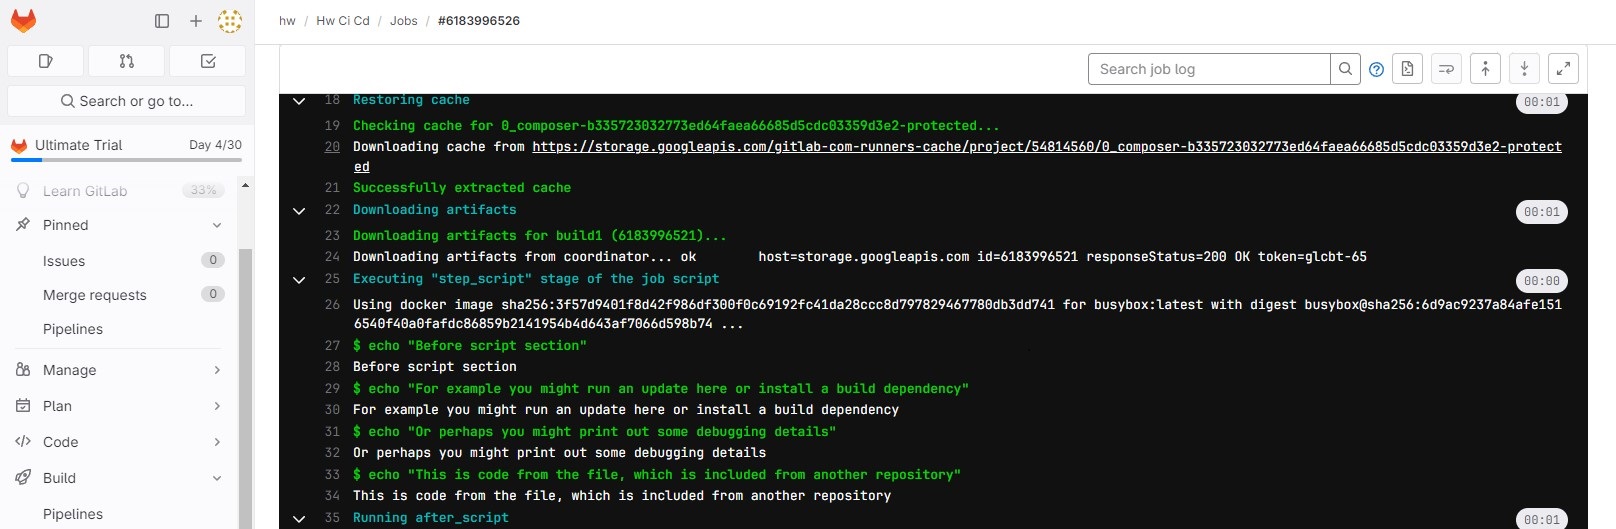 hw / Hw Ci Cd / Jobs / #6183996526
Search or go to...
Ultimate Trial Day 4/30
Learn GitLab 33%
Pinned
Issues 0
Merge requests 0
Pipelines
Manage
Plan
Code
Build
Pipelines
Search job log
18 Restoring cache 00:01
19 Checking cache for 0_composer-b335723032773ed64faea66685d5cdc03359d3e2-protected...
20 Downloading cache from https://storage.googleapis.com/gitlab-com-runners-cache/project/54814560/0_composer-b335723032773ed64faea66685d5cdc03359d3e2-protect
ed
21 Successfully extracted cache
22 Downloading artifacts 00:01
23 Downloading artifacts for build1 (6183996521)...
24 Downloading artifacts from coordinator... ok host=storage.googleapis.com id=6183996521 responseStatus=200 OK token=glcbt-65
25 Executing "step_script" stage of the job script 00:00
26 Using docker image sha256:3f57d9401f8d42f986df300f0c69192fc41da28ccc8d797829467780db3dd741 for busybox:latest with digest busybox@sha256:6d9ac9237a84afe151
6540f40a0fafdc86859b2141954b4d643af7066d598b74 ...
27 $ echo "Before script section"
28 Before script section
29 $ echo "For example you might run an update here or install a build dependency"
30 For example you might run an update here or install a build dependency
31 $ echo "Or perhaps you might print out some debugging details"
32 Or perhaps you might print out some debugging details
33 $ echo "This is code from the file, which is included from another repository"
34 This is code from the file, which is included from another repository
35 Running after_script 00:01